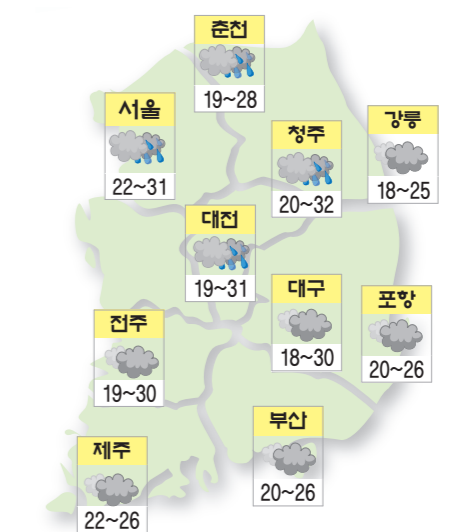 춘천
19~28
서울
22~31
강릉
18~25
청주
20~32
대전
19~31
대구
18~30
포항
20~26
전주
19~30
부산
20~26
제주
22~26